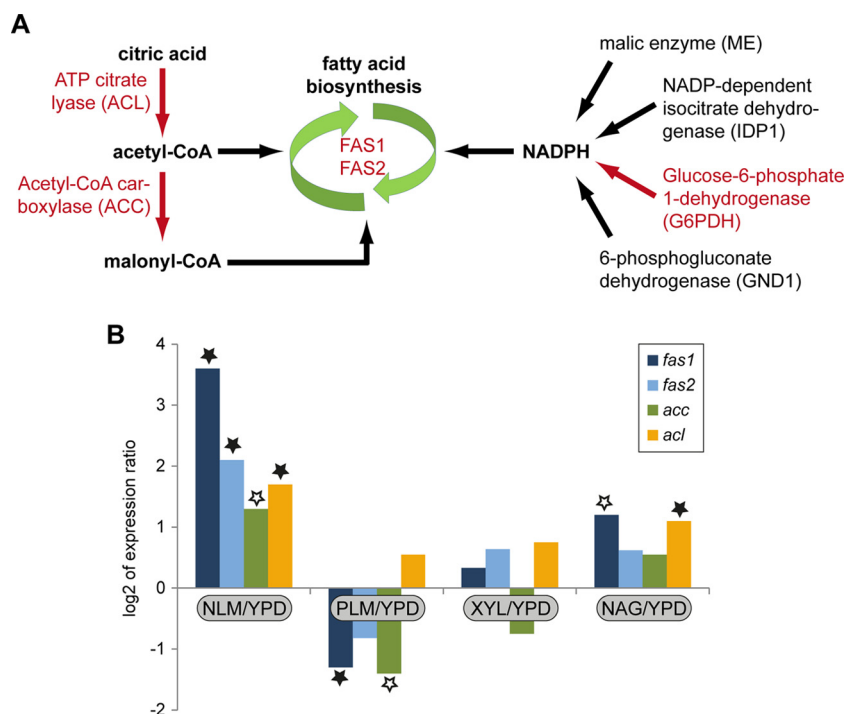 A
citric acid
ATP citrate
lyase (ACL)
acetyl-CoA
Acetyl-CoA car-
boxylase (ACC)
malonyl-CoA
fatty acid
biosynthesis
FAS1
FAS2
NADPH
malic enzyme (ME)
NADP-dependent
isocitrate dehydro-
genase (IDP1)
Glucose-6-phosphate
1-dehydrogenase
(G6PDH)
6-phosphogluconate
dehydrogenase (GND1)
B
log2 of expression ratio
4
3
2
1
0
-1
-2
fas1
fas2
acc
acl
NLM/YPD
PLM/YPD
XYL/YPD
NAG/YPD